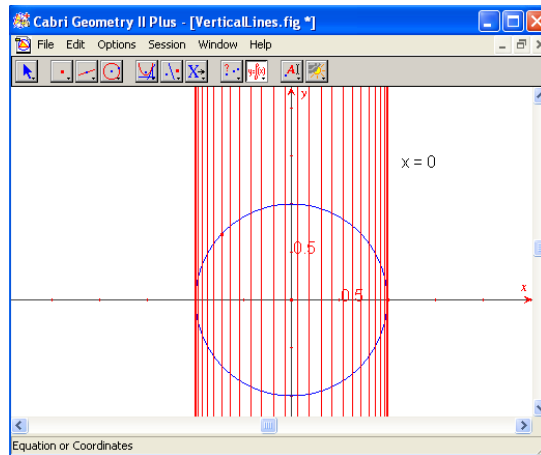 Cabri Geometry II Plus - [VerticalLines.fig *]
File Edit Options Session Window Help
X
? y=f(x) A
y
x = 0
0.5
0.5 x
Equation or Coordinates